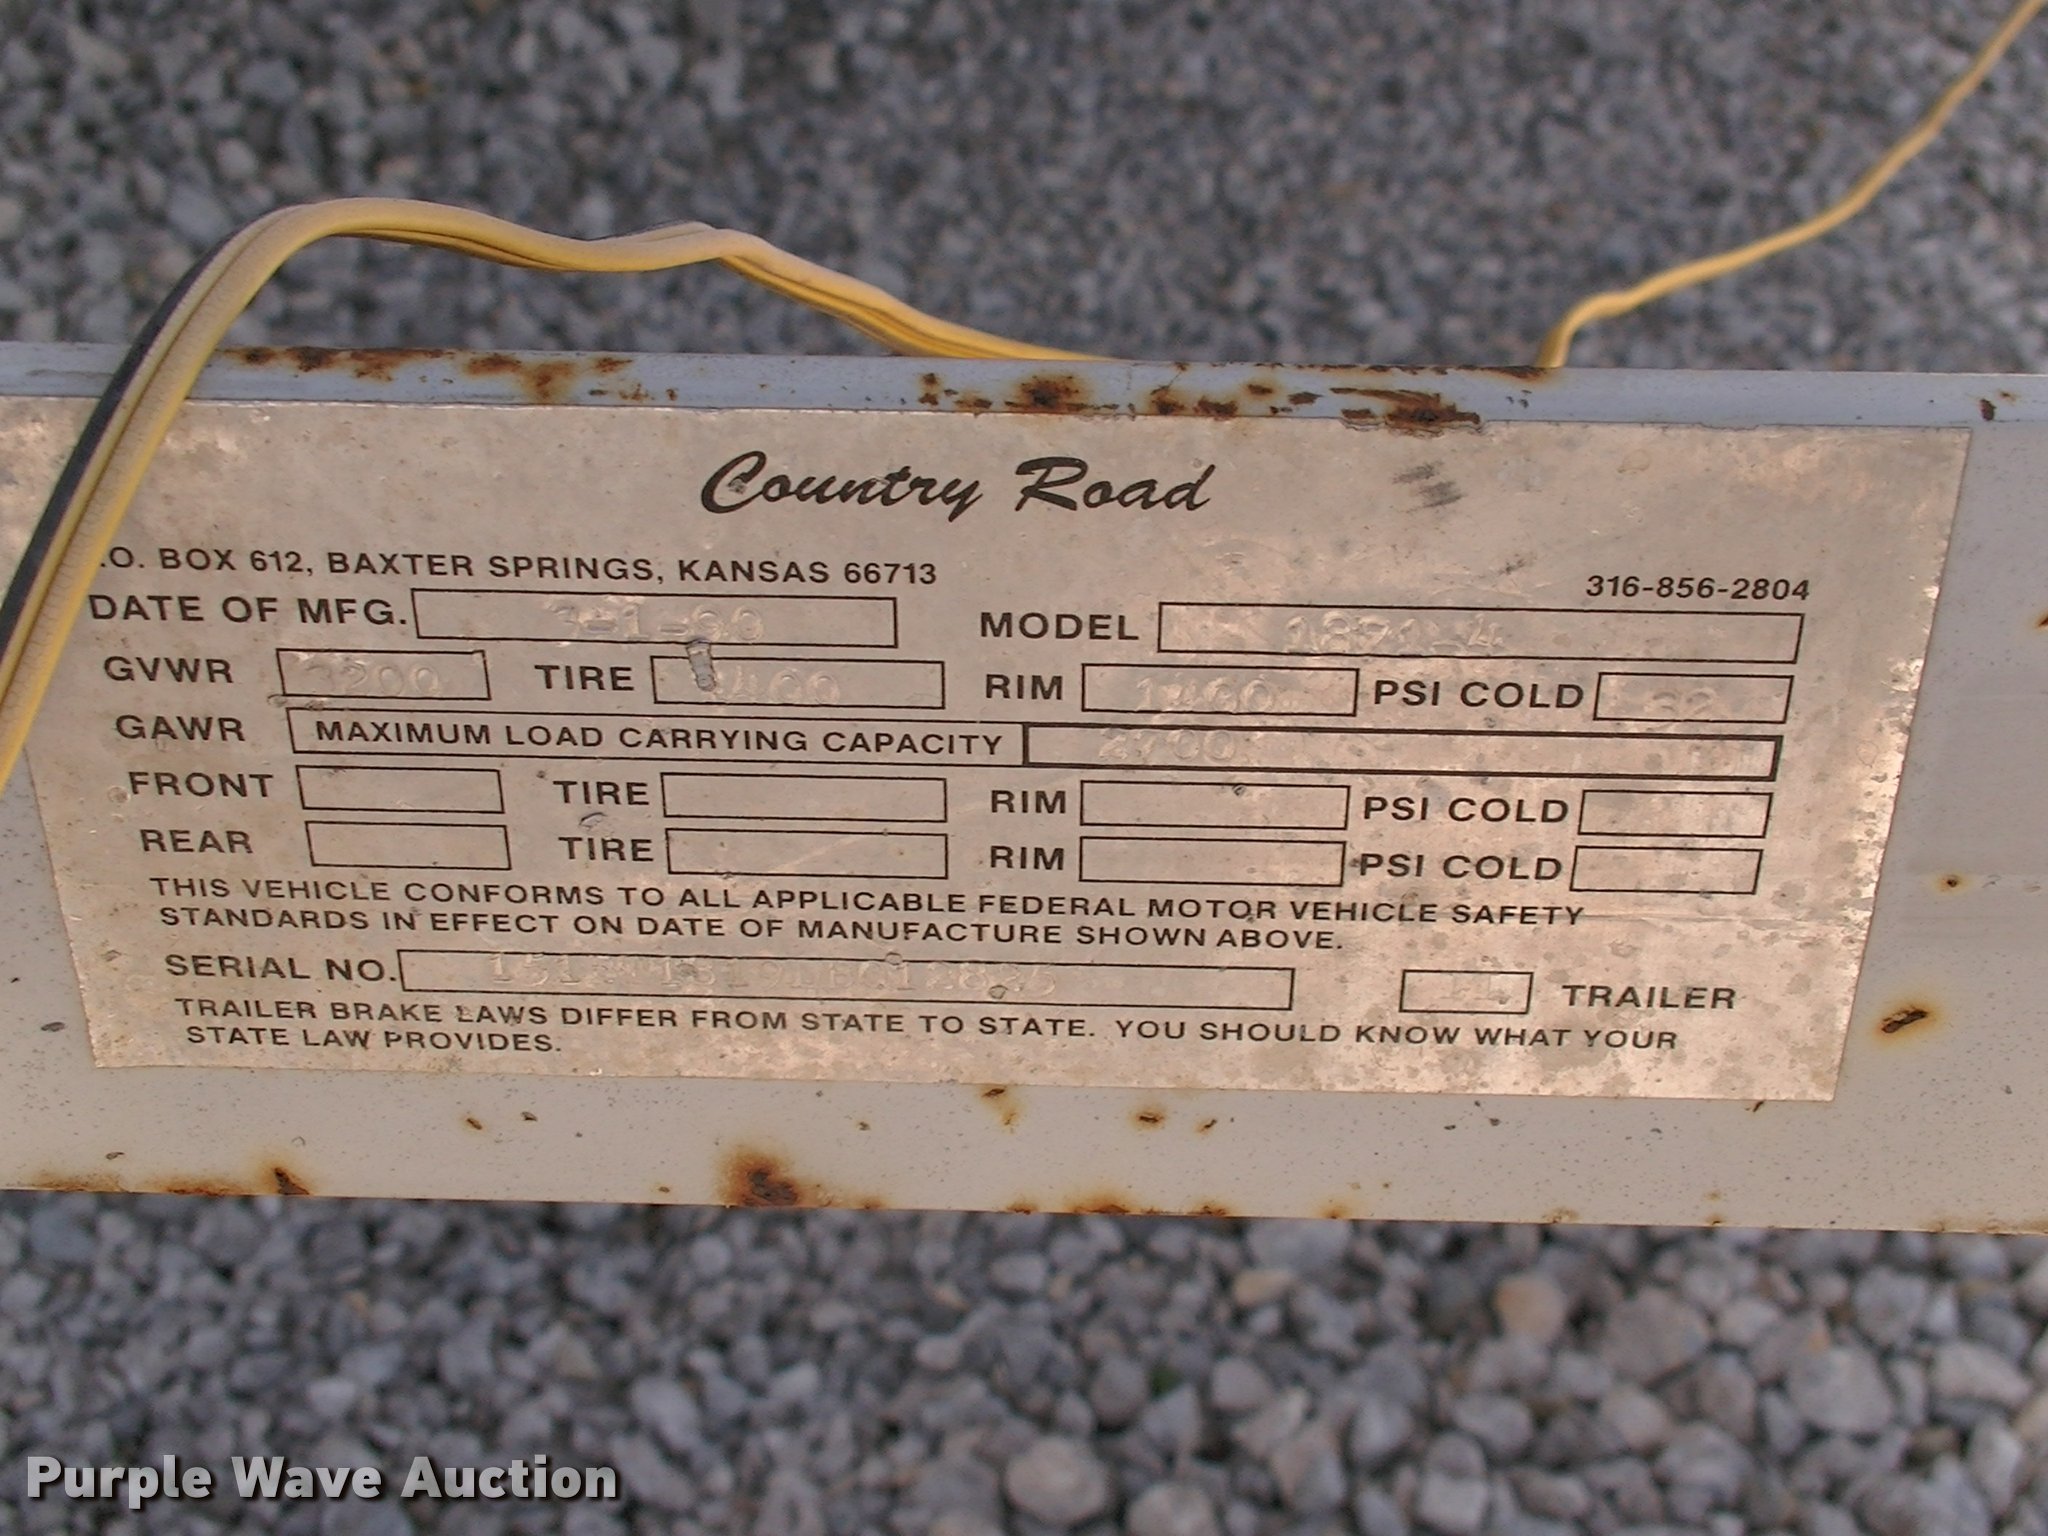 Country Road
.O. BOX 612, BAXTER SPRINGS, KANSAS 66713 316-856-2804
DATE OF MFG. MODEL
GVWR TIRE RIM PSI COLD
GAWR MAXIMUM LOAD CARRYING CAPACITY 2700
FRONT TIRE RIM PSI COLD
REAR TIRE RIM PSI COLD
THIS VEHICLE CONFORMS TO ALL APPLICABLE FEDERAL MOTOR VEHICLE SAFETY
STANDARDS IN EFFECT ON DATE OF MANUFACTURE SHOWN ABOVE.
SERIAL NO. TRAILER
TRAILER BRAKE LAWS DIFFER FROM STATE TO STATE. YOU SHOULD KNOW WHAT YOUR
STATE LAW PROVIDES.
Purple Wave Auction